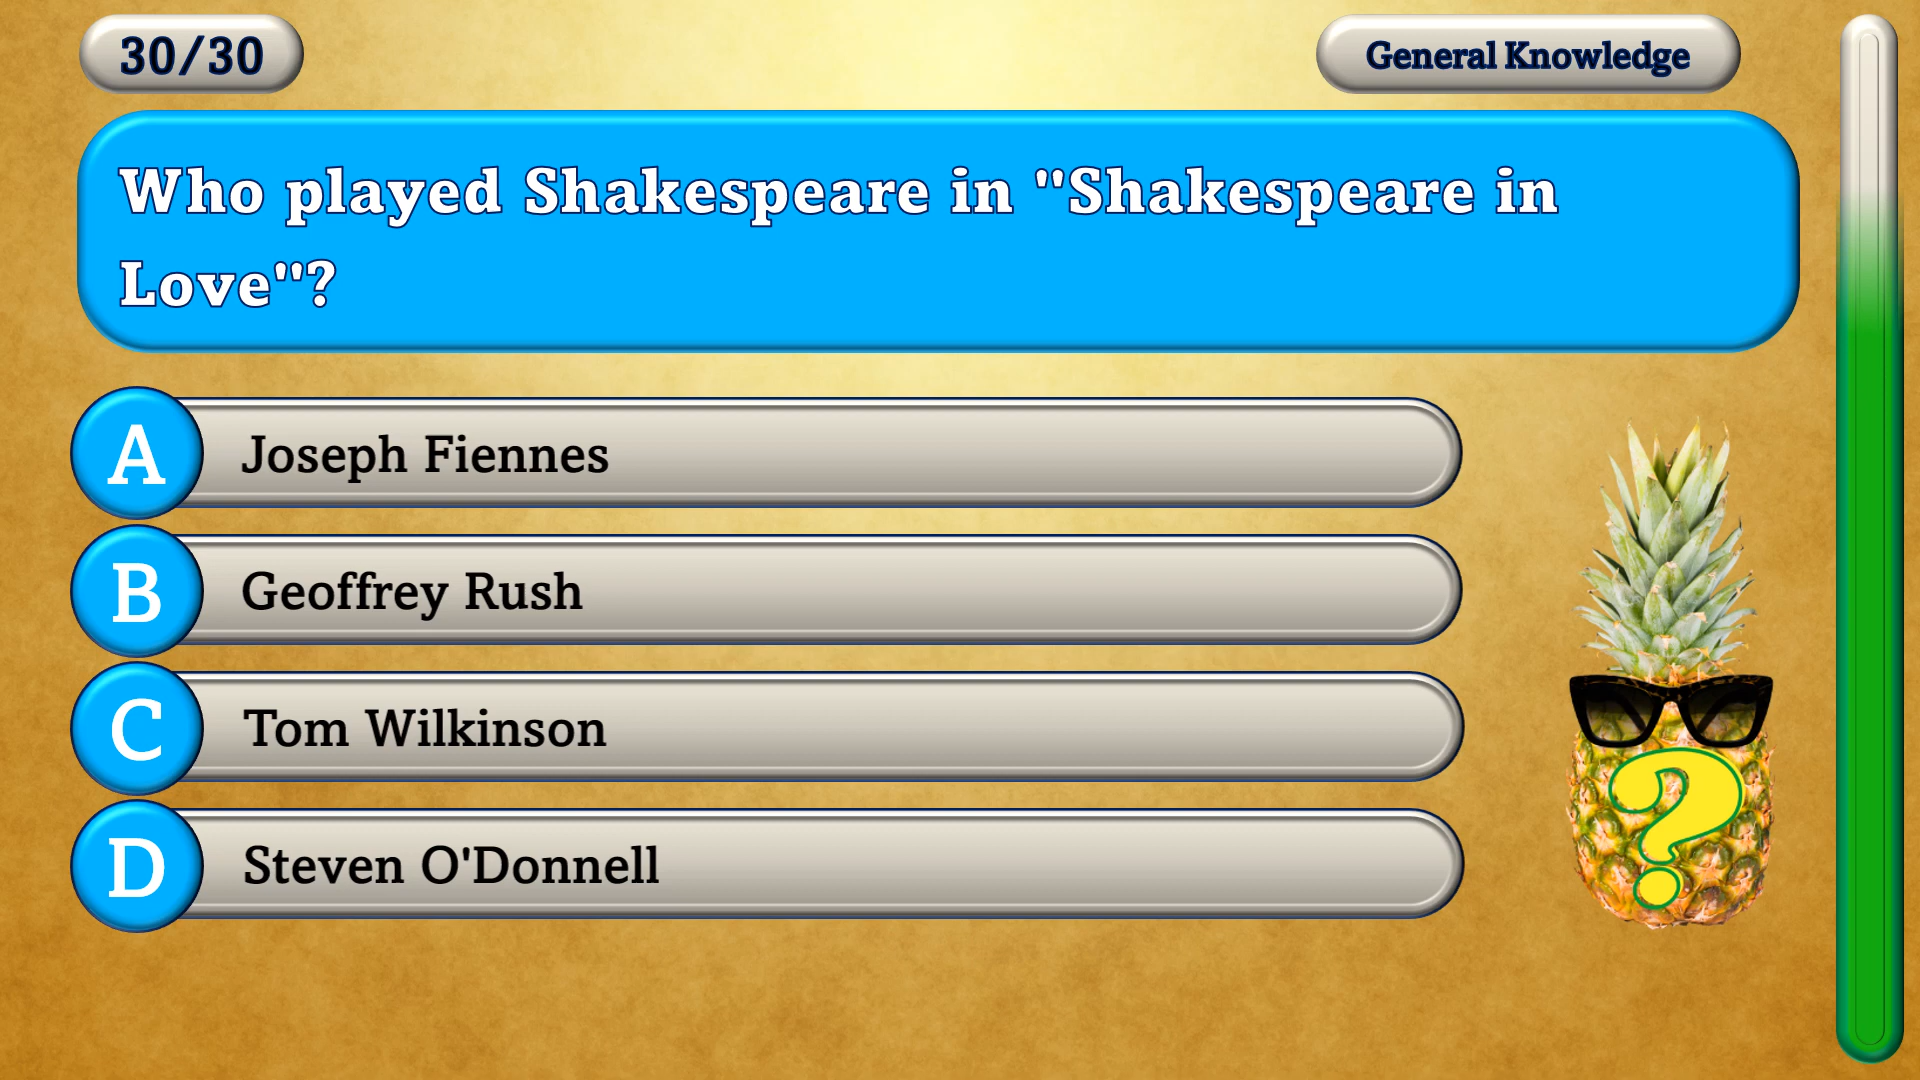 30/30
General Knowledge
Who played Shakespeare in "Shakespeare in
Love"?
A
Joseph Fiennes
B
Geoffrey Rush
C
Tom Wilkinson
D
Steven O'Donnell
?